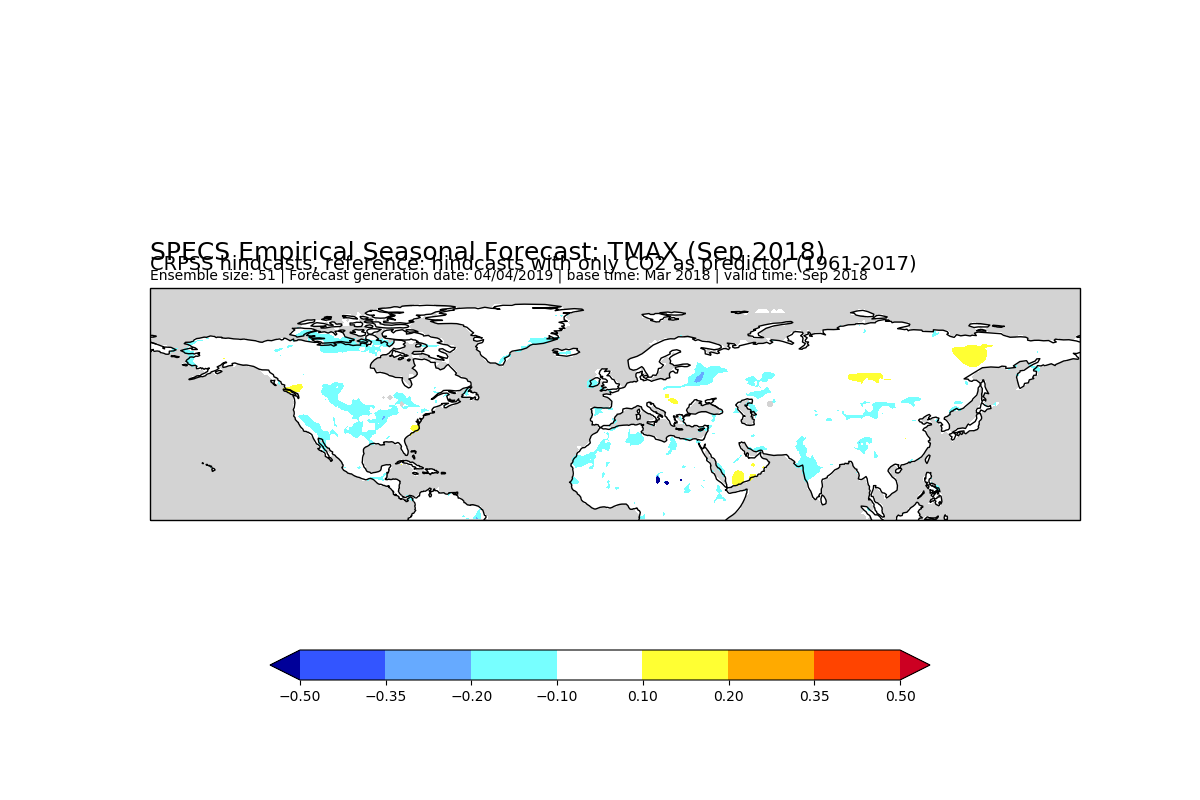 SPECS Empirical Seasonal Forecast: TMAX (Sep 2018)
CRPSS hindcasts, reference: hindcasts with only CO2 as predictor (1961-2017)
Ensemble size: 51 | Forecast generation date: 04/04/2019 | base time: Mar 2018 | valid time: Sep 2018
−0.50 −0.35 −0.20 −0.10 0.10 0.20 0.35 0.50